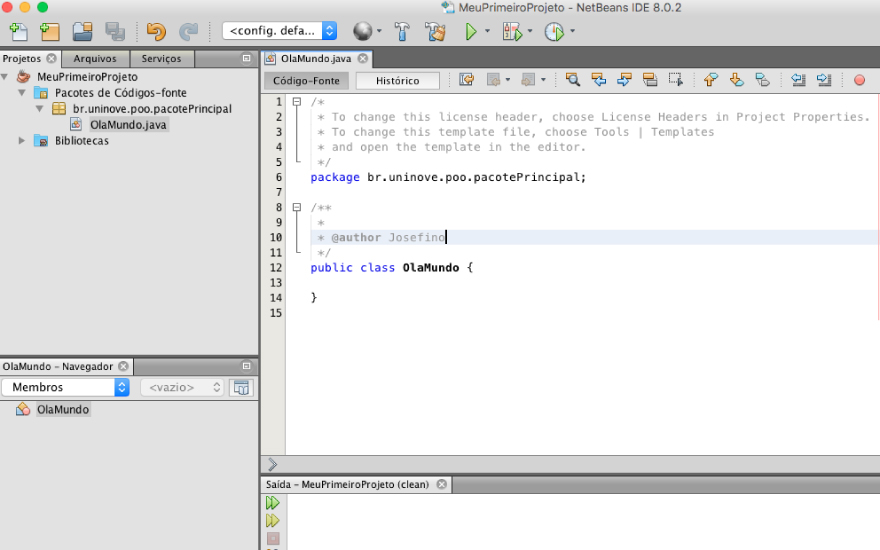 MeuPrimeiroProjeto - NetBeans IDE 8.0.2
<config. defa...
Projetos
Arquivos
Serviços
MeuPrimeiroProjeto
Pacotes de Códigos-fonte
br.uninove.poo.pacotePrincipal
OlaMundo.java
Bibliotecas
OlaMundo - Navegador
Membros
<vazio>
OlaMundo
OlaMundo.java
Código-Fonte
Histórico
1 /*
2 * To change this license header, choose License Headers in Project Properties.
3 * To change this template file, choose Tools | Templates
4 * and open the template in the editor.
5 */
6 package br.uninove.poo.pacotePrincipal;
7
8 /**
9 *
10 * @author Josefino
11 */
12 public class OlaMundo {
13
14 }
15
Saída - MeuPrimeiroProjeto (clean)